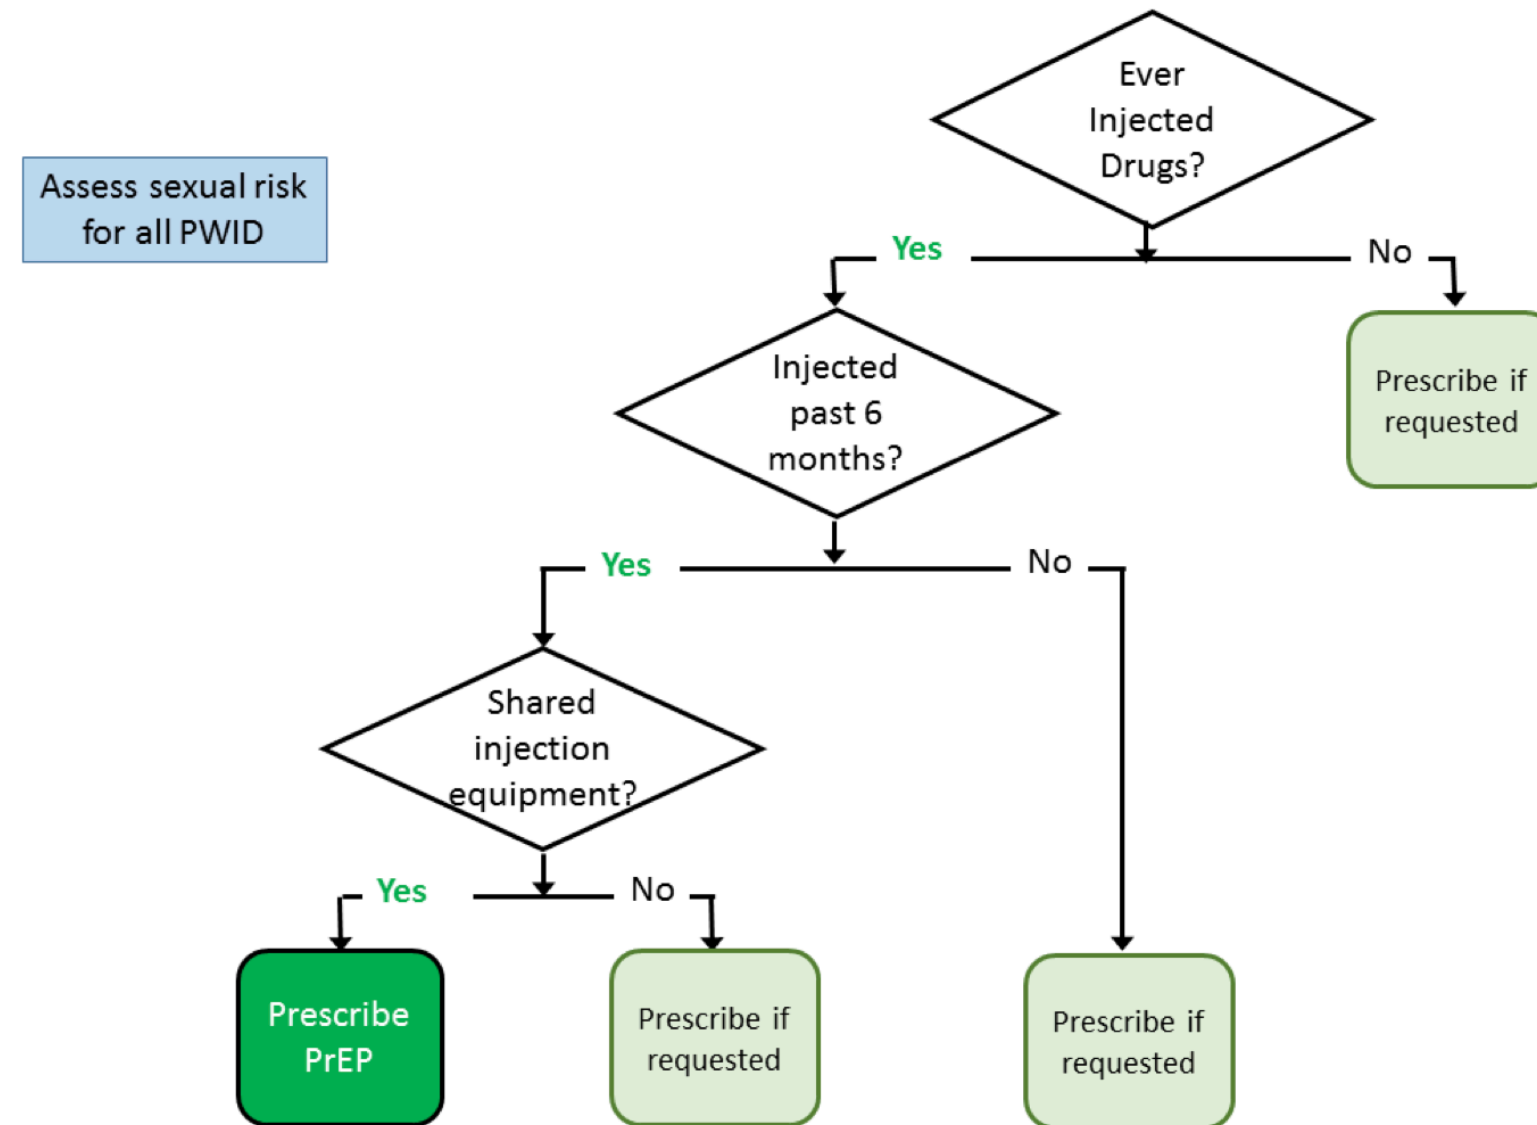 Ever
Injected
Drugs?
Assess sexual risk
for all PWID
Yes
No
Injected
past 6
months?
Prescribe if
requested
Yes
No
Shared
injection
equipment?
Yes
No
Prescribe
PrEP
Prescribe if
requested
Prescribe if
requested